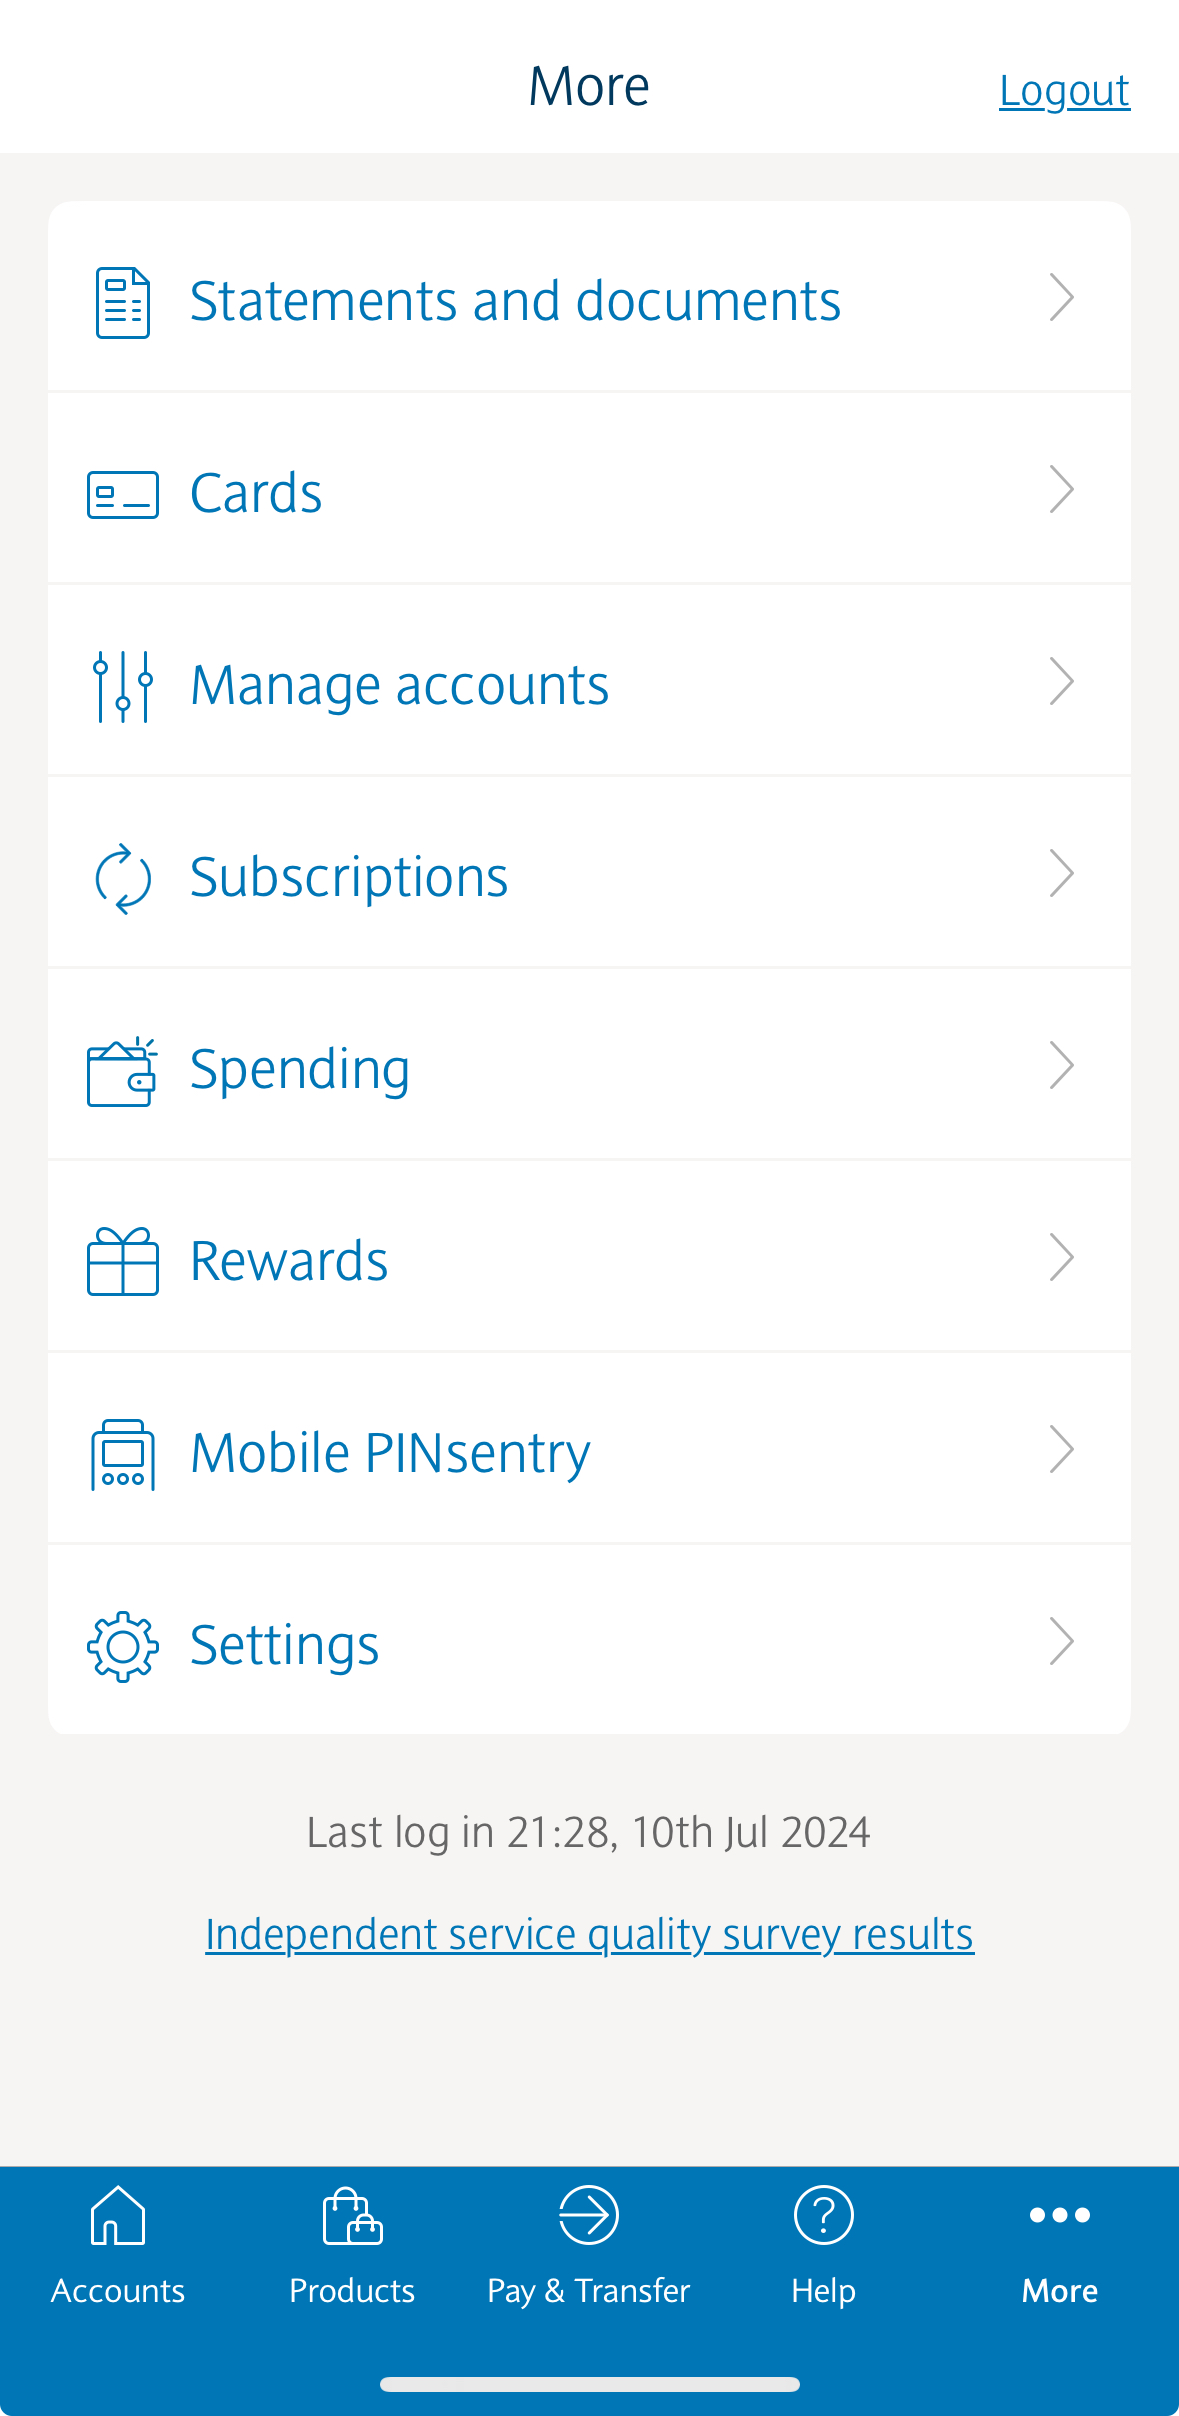 More
Logout
Statements and documents
Cards
Manage accounts
Subscriptions
Spending
Rewards
Mobile PINsentry
Settings
Last log in 21:28, 10th Jul 2024
Independent service quality survey results
Accounts
Products
Pay & Transfer
Help
More